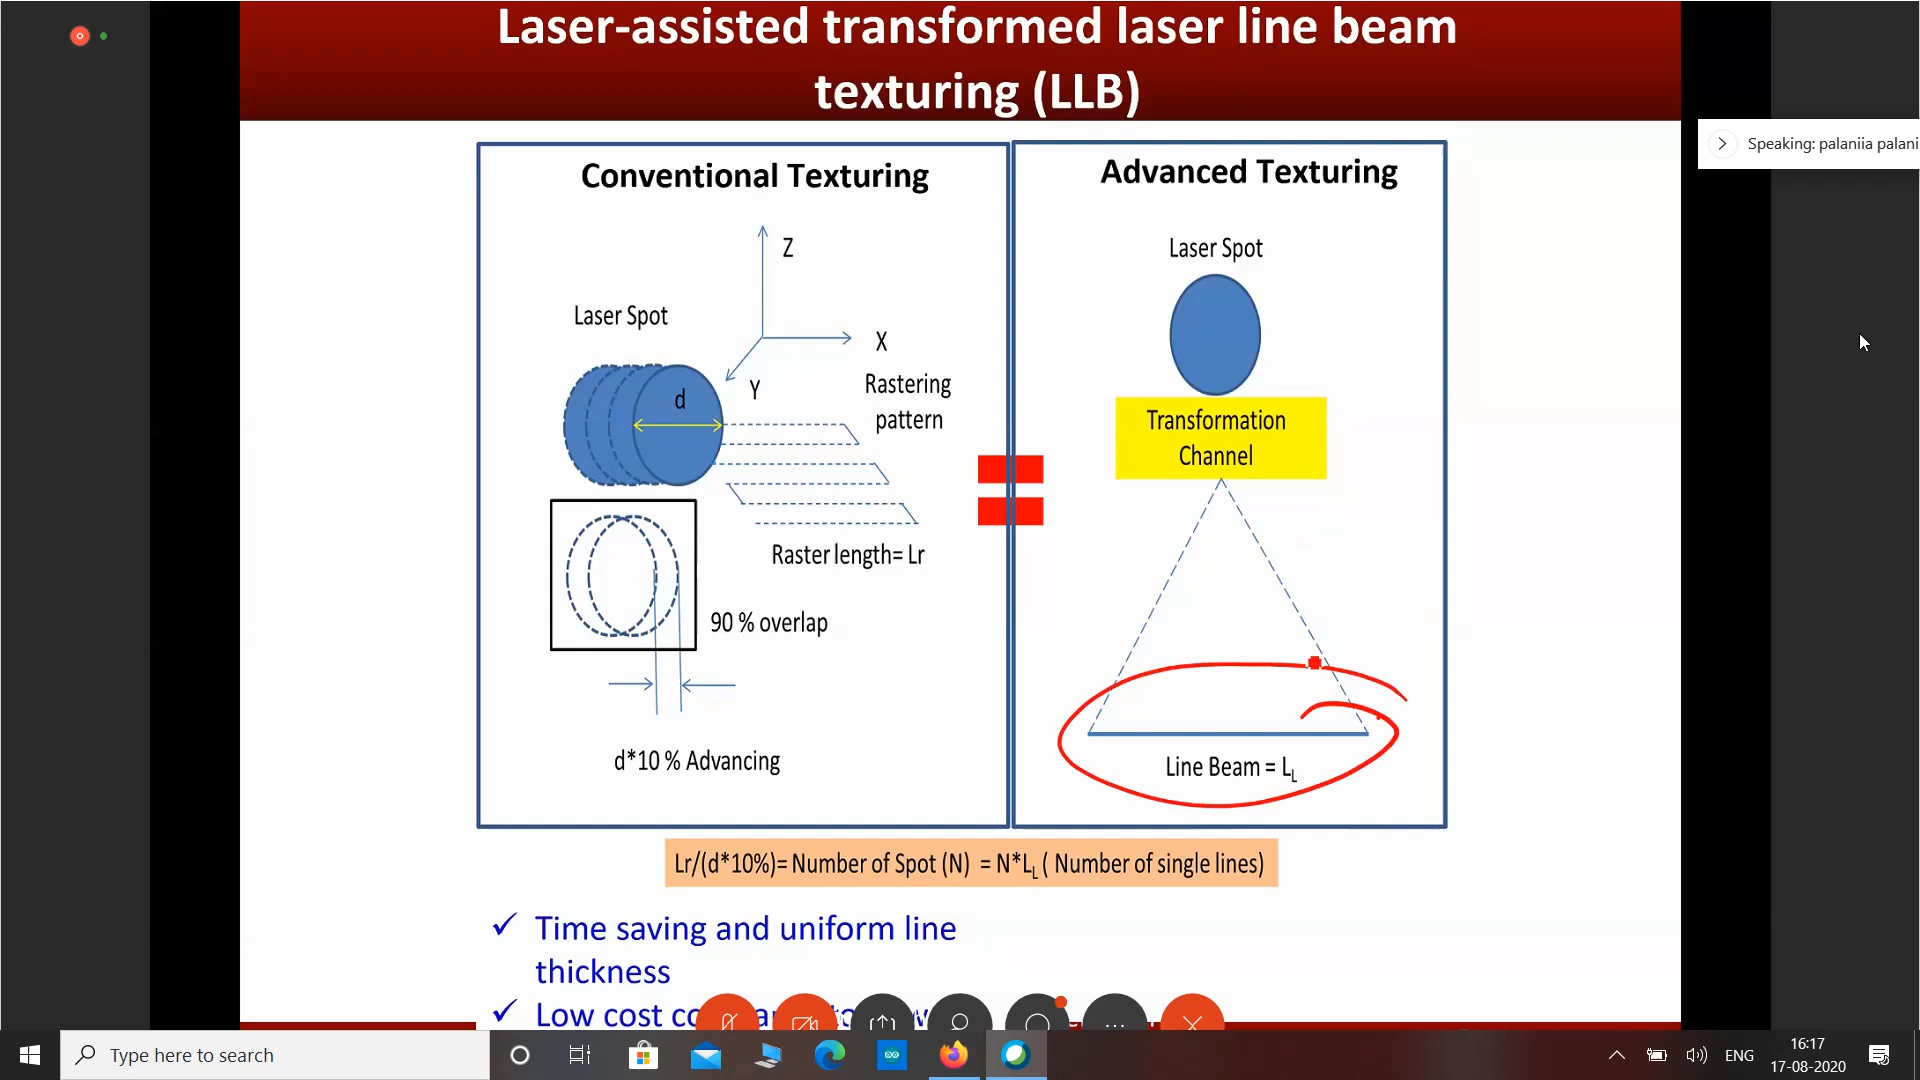 Laser-assisted transformed laser line beam
texturing (LLB)
Speaking: palaniia palani
Conventional Texturing
Z
Laser Spot
X
Y
d
Rastering
pattern
Raster length= Lr
90 % overlap
d*10 % Advancing
Advanced Texturing
Laser Spot
Transformation
Channel
Line Beam = LL
Lr/(d*10%)= Number of Spot (N) = N*LL ( Number of single lines)
✓ Time saving and uniform line
thickness
✓ Low cost
Type here to search
ENG
16:17
17-08-2020